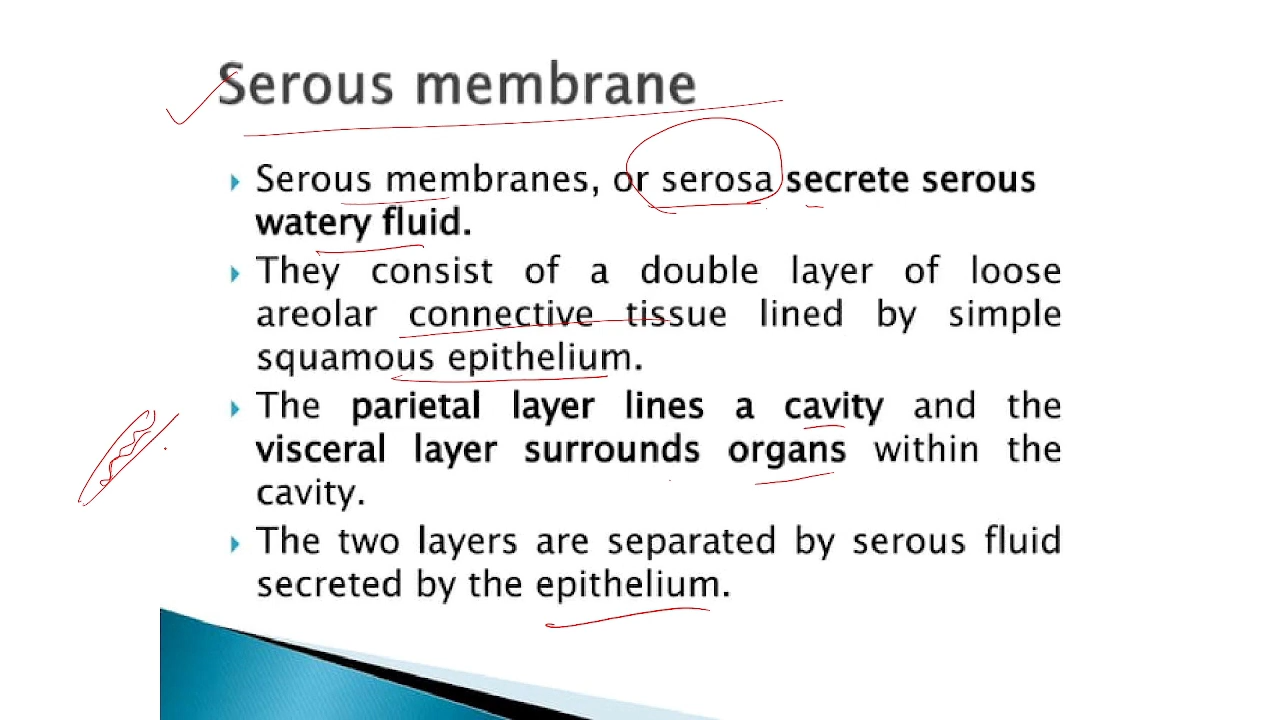 Serous membrane
Serous membranes, or serosa secrete serous
watery fluid.
They consist of a double layer of loose
areolar connective tissue lined by simple
squamous epithelium.
The parietal layer lines a cavity and the
visceral layer surrounds organs within the
cavity.
The two layers are separated by serous fluid
secreted by the epithelium.